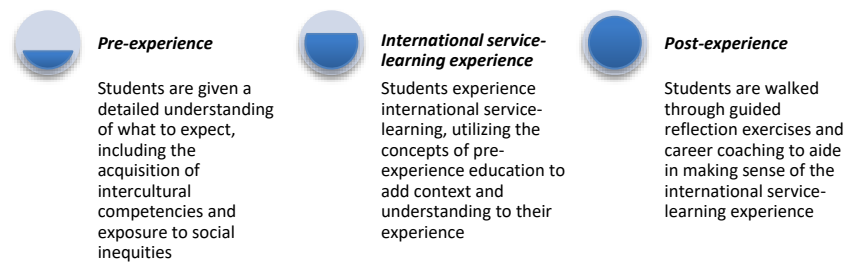 Pre-experience
Students are given a
detailed understanding
of what to expect,
including the
acquisition of
intercultural
competencies and
exposure to social
inequities
International service-
learning experience
Students experience
international service-
learning, utilizing the
concepts of pre-
experience education to
add context and
understanding to their
experience
Post-experience
Students are walked
through guided
reflection exercises and
career coaching to aide
in making sense of the
international service-
learning experience